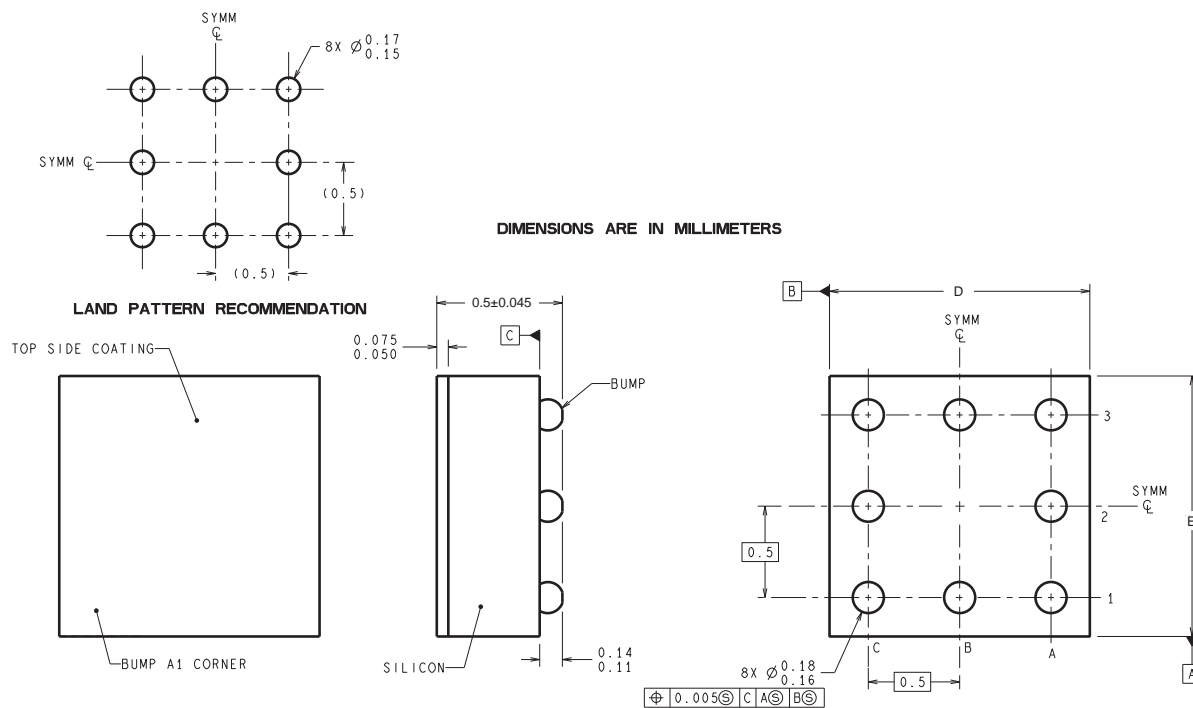 SYMM
℄
8X Ø 0.17
0.15
SYMM ℄
(0.5)
(0.5)
DIMENSIONS ARE IN MILLIMETERS
LAND PATTERN RECOMMENDATION
TOP SIDE COATING
BUMP A1 CORNER
0.5±0.045
C
0.075
0.050
BUMP
SILICON
0.14
0.11
B
D
SYMM
℄
3
SYMM
℄
2
E
0.5
1
C
B
A
A
8X Ø 0.18
0.16
0.5
⌖ 0.005Ⓢ C AⓈ BⓈ